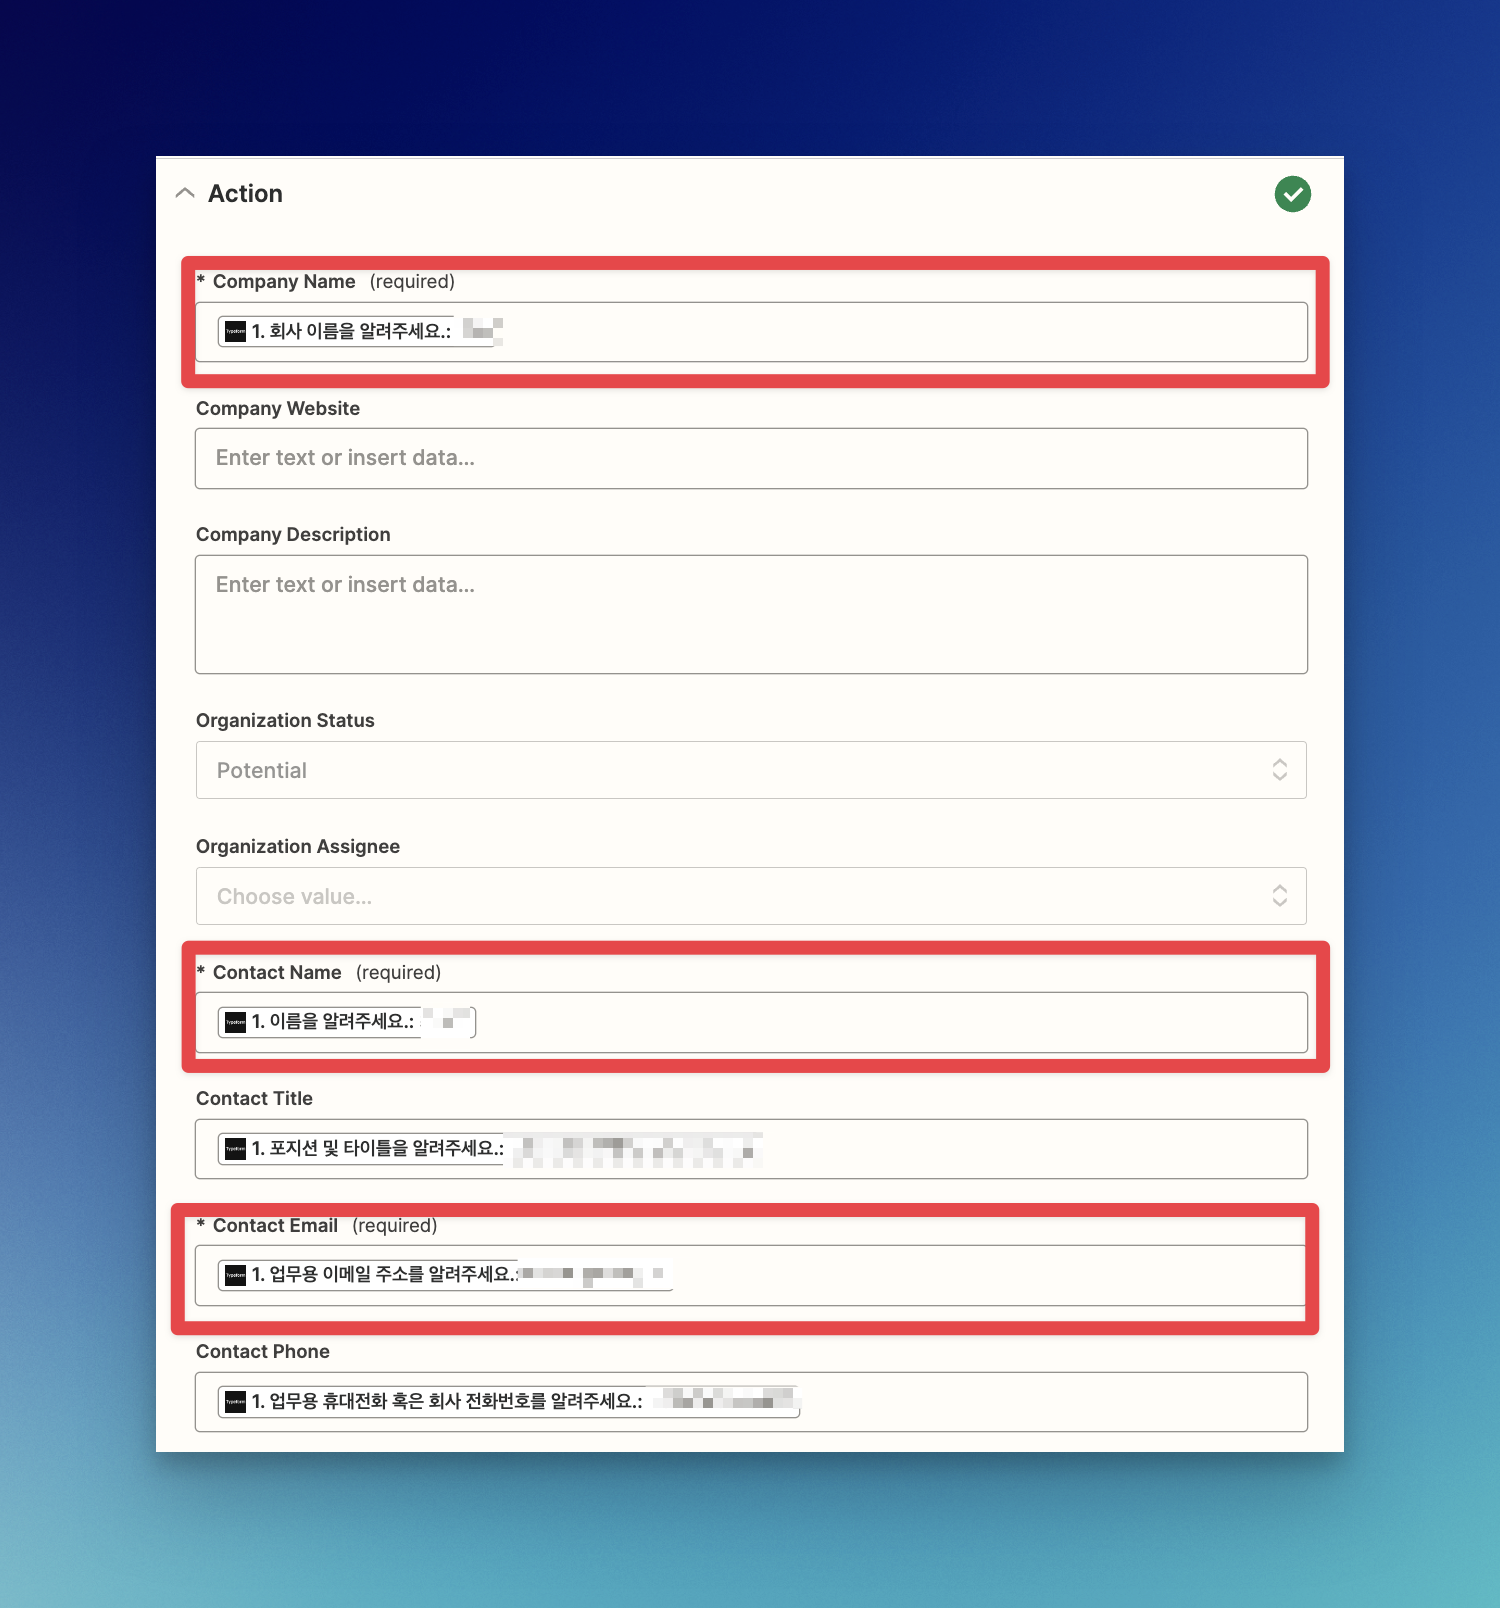 Action
* Company Name (required)
Typeform 1. 회사 이름을 알려주세요.:
Company Website
Enter text or insert data...
Company Description
Enter text or insert data...
Organization Status
Potential
Organization Assignee
Choose value...
* Contact Name (required)
Typeform 1. 이름을 알려주세요.:
Contact Title
Typeform 1. 포지션 및 타이틀을 알려주세요.:
* Contact Email (required)
Typeform 1. 업무용 이메일 주소를 알려주세요.:
Contact Phone
Typeform 1. 업무용 휴대전화 혹은 회사 전화번호를 알려주세요.: